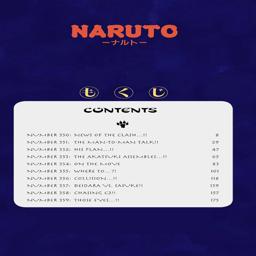 NARUTO
ーナルトー
もくじ
CONTENTS
NUMBER 350: NEWS OF THE CLASH...!! 8
NUMBER 351: THE MAN-TO-MAN TALK!! 29
NUMBER 352: HIS PLAN...!! 47
NUMBER 353: THE AKATSUKI ASSEMBLES...!! 65
NUMBER 354: ON THE MOVE 83
NUMBER 355: WHERE TO...?! 101
NUMBER 356: COLLISION...!! 118
NUMBER 357: DEIDARA VS. SASUKE!! 139
NUMBER 358: CHASING C2!! 157
NUMBER 359: THOSE EYES...!! 175